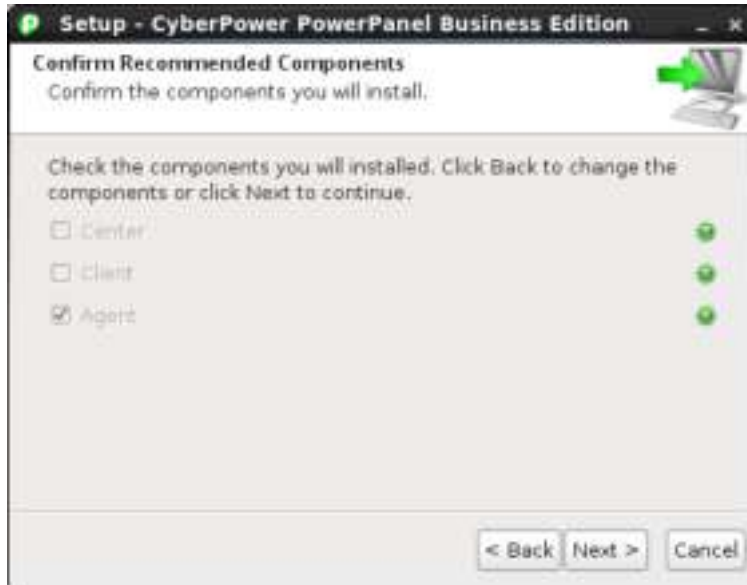 Setup - CyberPower PowerPanel Business Edition
Confirm Recommended Components
Confirm the components you will install.
Check the components you will installed. Click Back to change the
components or click Next to continue.
Center
Client
Agent
< Back Next > Cancel